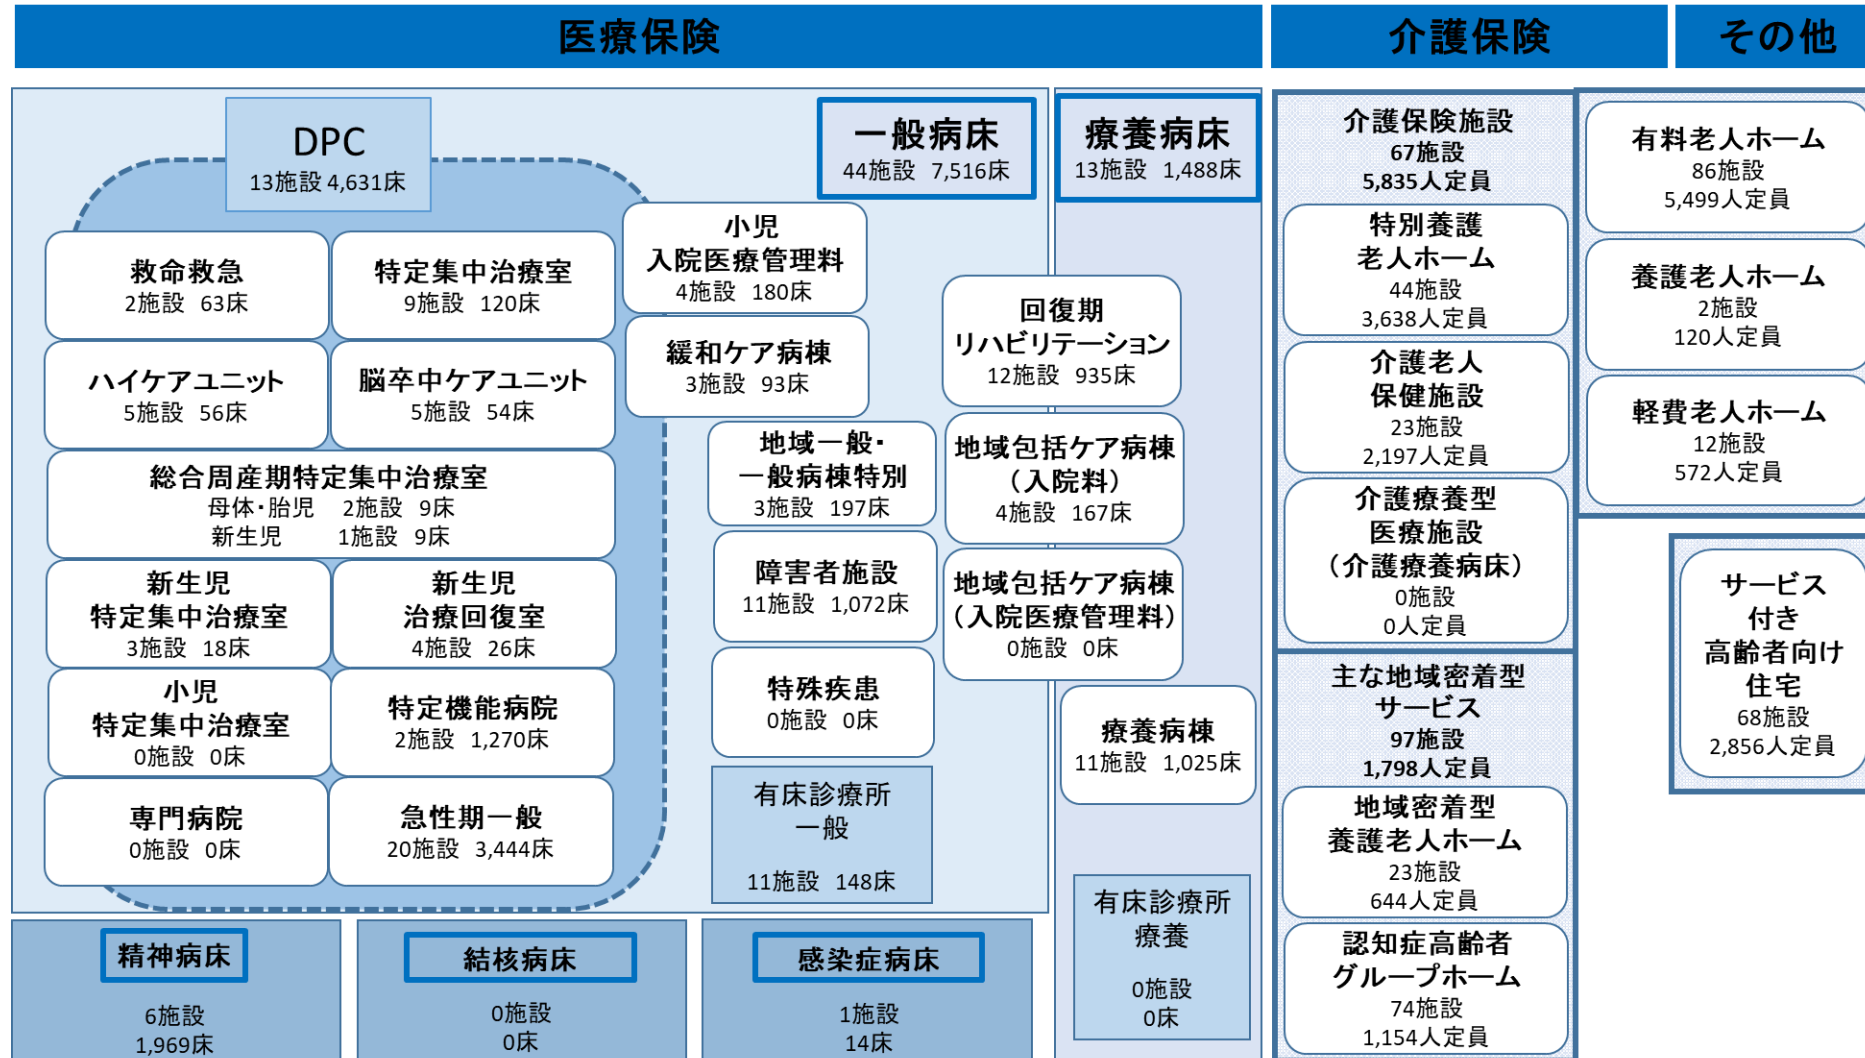 医療保険
介護保険
その他
DPC
13施設 4,631床
一般病床
44施設 7,516床
療養病床
13施設 1,488床
救命救急
2施設 63床
特定集中治療室
9施設 120床
ハイケアユニット
5施設 56床
脳卒中ケアユニット
5施設 54床
総合周産期特定集中治療室
母体・胎児 2施設 9床
新生児 1施設 9床
新生児
特定集中治療室
3施設 18床
新生児
治療回復室
4施設 26床
小児
特定集中治療室
0施設 0床
特定機能病院
2施設 1,270床
専門病院
0施設 0床
急性期一般
20施設 3,444床
小児
入院医療管理料
4施設 180床
緩和ケア病棟
3施設 93床
地域一般・
一般病棟特別
3施設 197床
障害者施設
11施設 1,072床
特殊疾患
0施設 0床
有床診療所
一般
11施設 148床
回復期
リハビリテーション
12施設 935床
地域包括ケア病棟
(入院料)
4施設 167床
地域包括ケア病棟
(入院医療管理料)
0施設 0床
療養病棟
11施設 1,025床
有床診療所
療養
0施設
0床
精神病床
6施設
1,969床
結核病床
0施設
0床
感染症病床
1施設
14床
介護保険施設
67施設
5,835人定員
特別養護
老人ホーム
44施設
3,638人定員
介護老人
保健施設
23施設
2,197人定員
介護療養型
医療施設
(介護療養病床)
0施設
0人定員
主な地域密着型
サービス
97施設
1,798人定員
地域密着型
養護老人ホーム
23施設
644人定員
認知症高齢者
グループホーム
74施設
1,154人定員
有料老人ホーム
86施設
5,499人定員
養護老人ホーム
2施設
120人定員
軽費老人ホーム
12施設
572人定員
サービス
付き
高齢者向け
住宅
68施設
2,856人定員